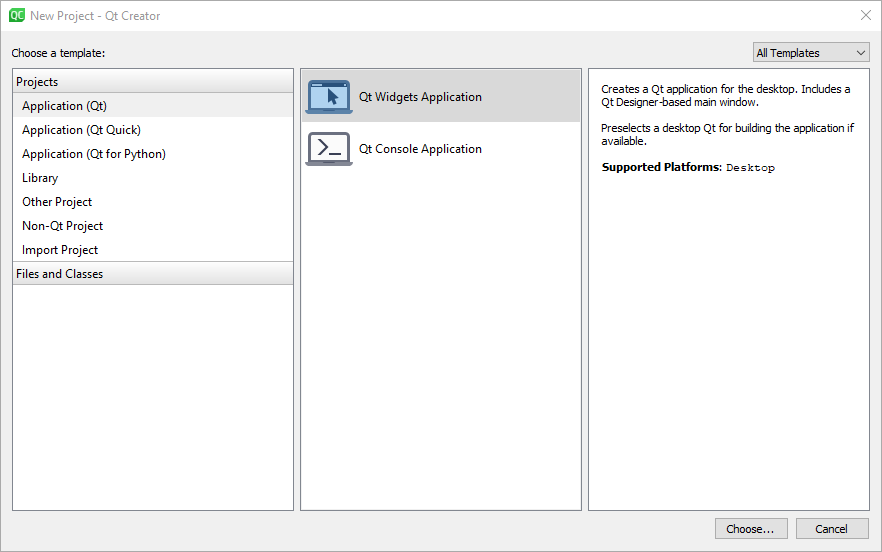 QC New Project - Qt Creator
Choose a template:
All Templates
Projects
Application (Qt)
Application (Qt Quick)
Application (Qt for Python)
Library
Other Project
Non-Qt Project
Import Project
Files and Classes
Qt Widgets Application
Qt Console Application
Creates a Qt application for the desktop. Includes a
Qt Designer-based main window.
Preselects a desktop Qt for building the application if
available.
Supported Platforms: Desktop
Choose...
Cancel